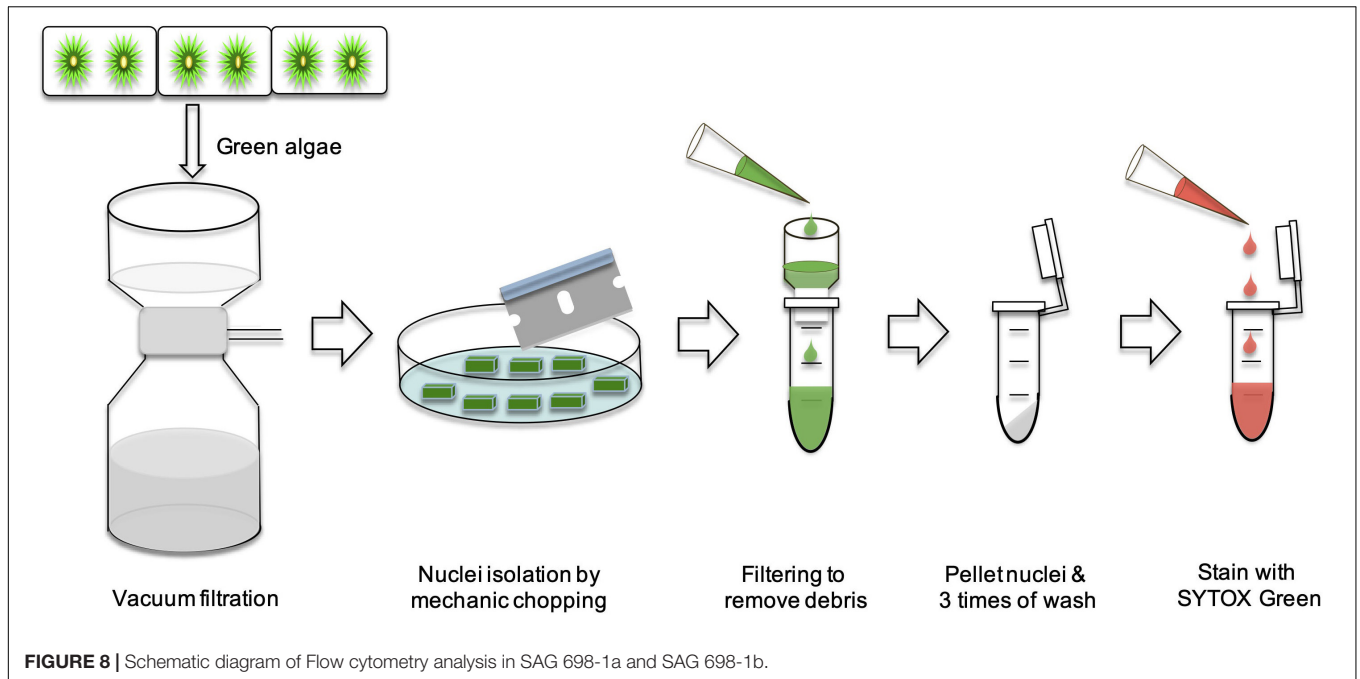 Green algae
Vacuum filtration
Nuclei isolation by
mechanic chopping
Filtering to
remove debris
Pellet nuclei &
3 times of wash
Stain with
SYTOX Green
FIGURE 8 | Schematic diagram of Flow cytometry analysis in SAG 698-1a and SAG 698-1b.